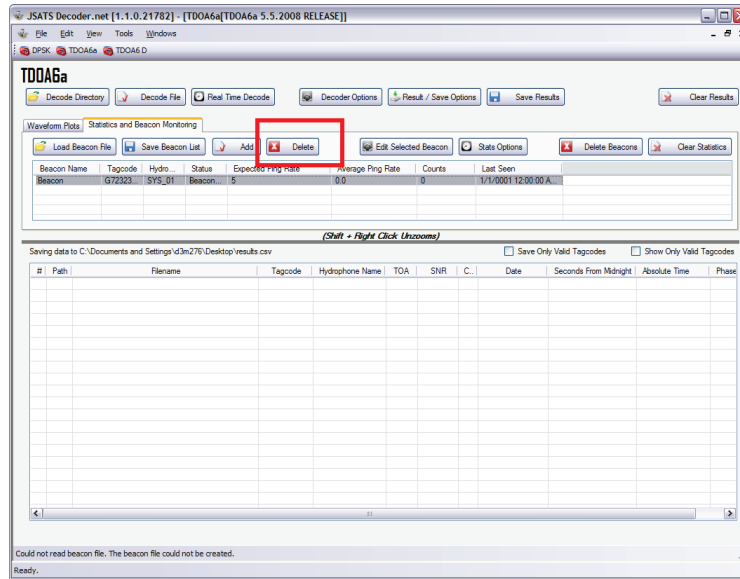 JSATS Decoder.net [1.1.0.21782] - [TDOA6a[TDOA6a 5.5.2008 RELEASE]]
File Edit View Tools Windows
DPSK TDOA6a TDOA6 D
TDOA6a
Decode Directory Decode File Real Time Decode Decoder Options Result / Save Options Save Results Clear Results
Waveform Plots Statistics and Beacon Monitoring
Load Beacon File Save Beacon List Add Delete Edit Selected Beacon Stats Options Delete Beacons Clear Statistics
Beacon Name Tagcode Hydro... Status Expected Ping Rate Average Ping Rate Counts Last Seen
Beacon G72323... SYS_01 Beacon... 5 0.0 0 1/1/0001 12:00:00 A...
(Shift + Right Click Unzooms)
Saving data to C:\Documents and Settings\d3m276\Desktop\results.csv Save Only Valid Tagcodes Show Only Valid Tagcodes
# Path Filename Tagcode Hydrophone Name TOA SNR C... Date Seconds From Midnight Absolute Time Phase
Could not read beacon file. The beacon file could not be created.
Ready.